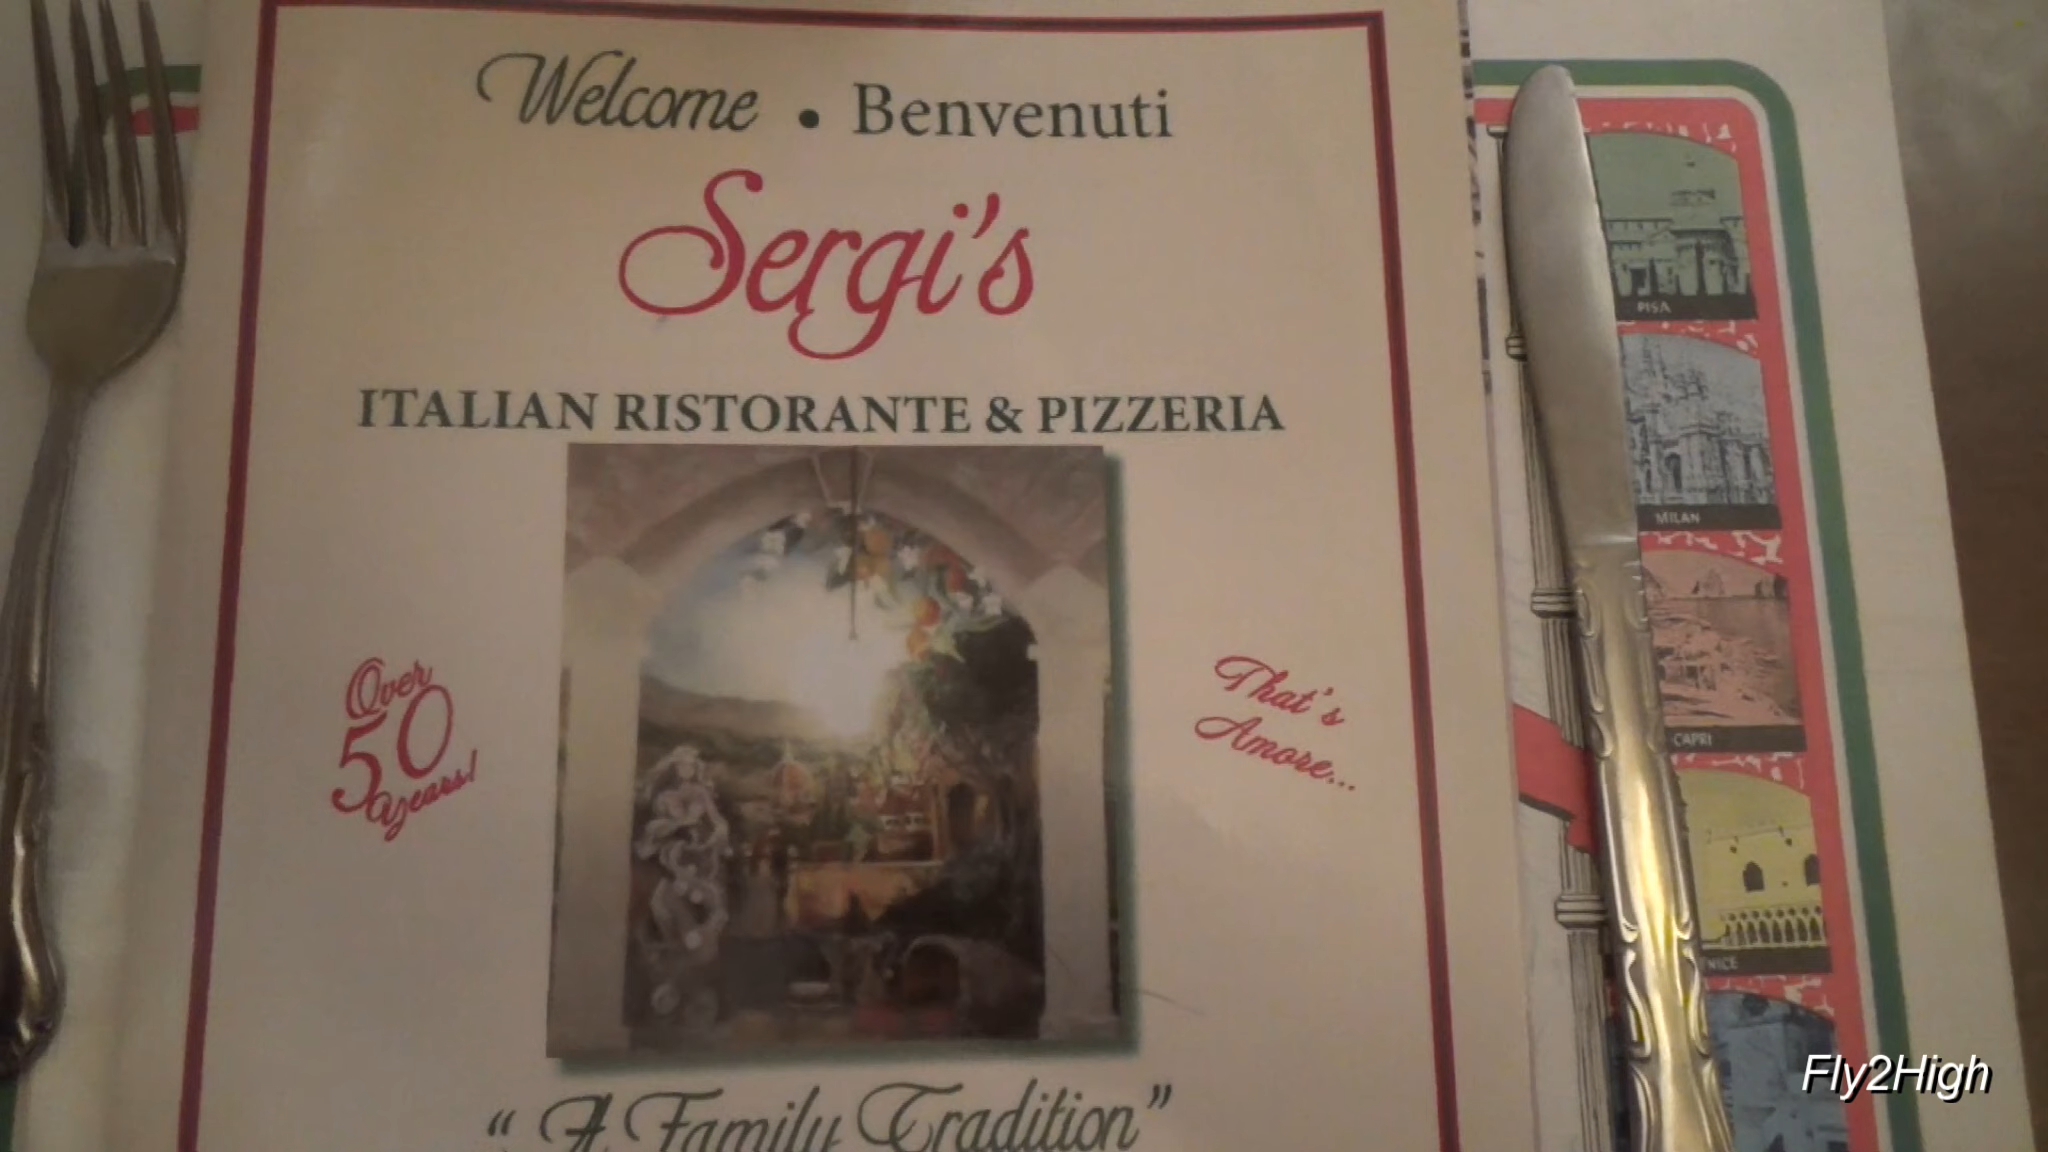 Welcome • Benvenuti
Sergi's
ITALIAN RISTORANTE & PIZZERIA
Over
50
years!
That's
Amore...
"A Family Tradition"
PISA
MILAN
CAPRI
Fly2High